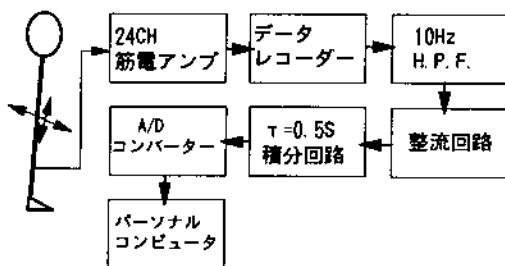 24CH
筋電アンプ
データ
レコーダー
10Hz
H.P.F.
整流回路
τ=0.5S
積分回路
A/D
コンバーター
パーソナル
コンピュータ